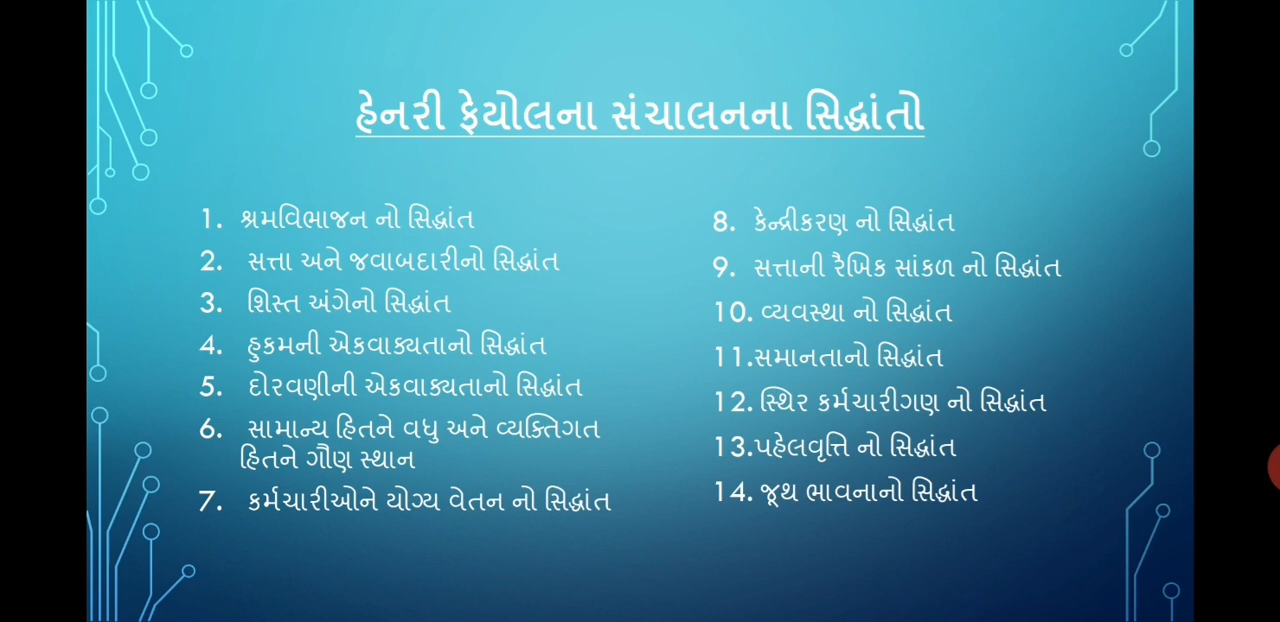 હેનરી ફેયોલના સંચાલનના સિદ્ધાંતો
1. શ્રમવિભાજન નો સિદ્ધાંત
2. સત્તા અને જવાબદારીનો સિદ્ધાંત
3. શિસ્ત અંગેનો સિદ્ધાંત
4. હુકમની એકવાક્યતાનો સિદ્ધાંત
5. દોરવણીની એકવાક્યતાનો સિદ્ધાંત
6. સામાન્ય હિતને વધુ અને વ્યક્તિગત
હિતને ગૌણ સ્થાન
7. કર્મચારીઓને યોગ્ય વેતન નો સિદ્ધાંત
8. કેન્દ્રીકરણ નો સિદ્ધાંત
9. સત્તાની રૈખિક સાંકળ નો સિદ્ધાંત
10. વ્યવસ્થા નો સિદ્ધાંત
11.સમાનતાનો સિદ્ધાંત
12. સ્થિર કર્મચારીગણ નો સિદ્ધાંત
13.પહેલવૃત્તિ નો સિદ્ધાંત
14. જૂથ ભાવનાનો સિદ્ધાંત